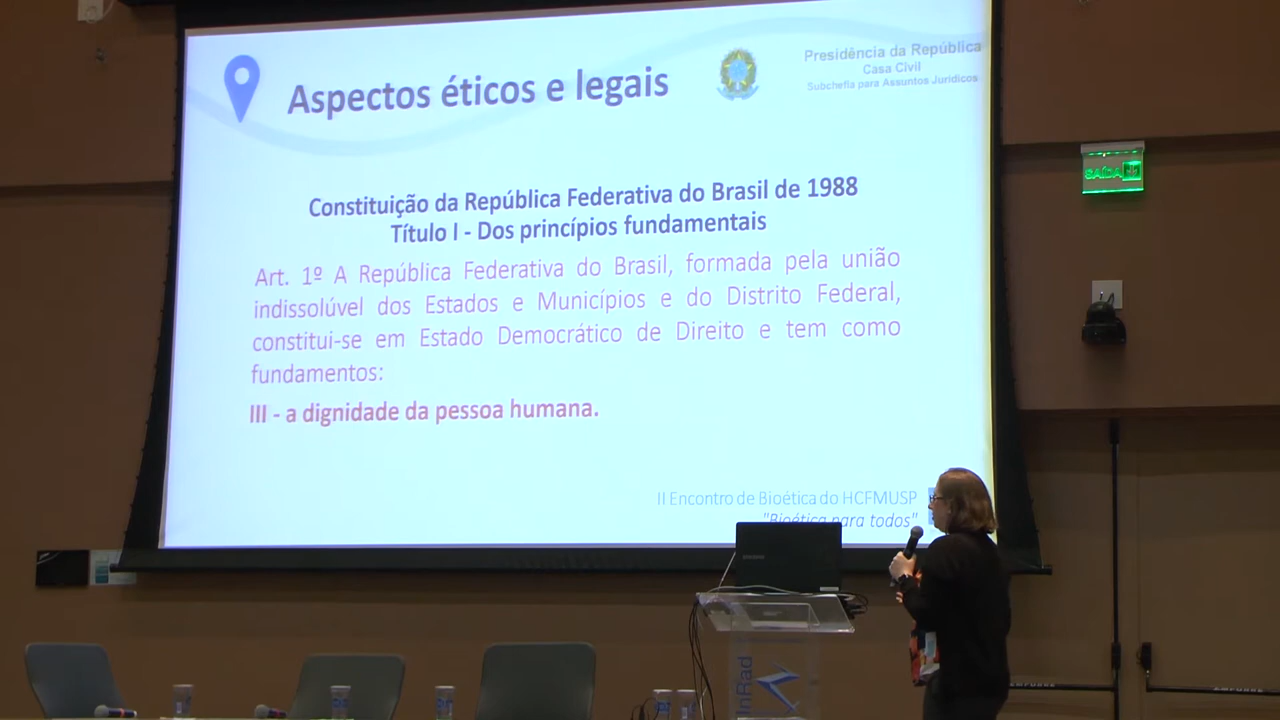 Aspectos éticos e legais
Presidência da República
Casa Civil
Subchefia para Assuntos Jurídicos
Constituição da República Federativa do Brasil de 1988
Título I - Dos princípios fundamentais
Art. 1º A República Federativa do Brasil, formada pela união
indissolúvel dos Estados e Municípios e do Distrito Federal,
constitui-se em Estado Democrático de Direito e tem como
fundamentos:
III - a dignidade da pessoa humana.
II Encontro de Bioética do HCFMUSP
"Bioética para todos"
SAÍDA
InRad